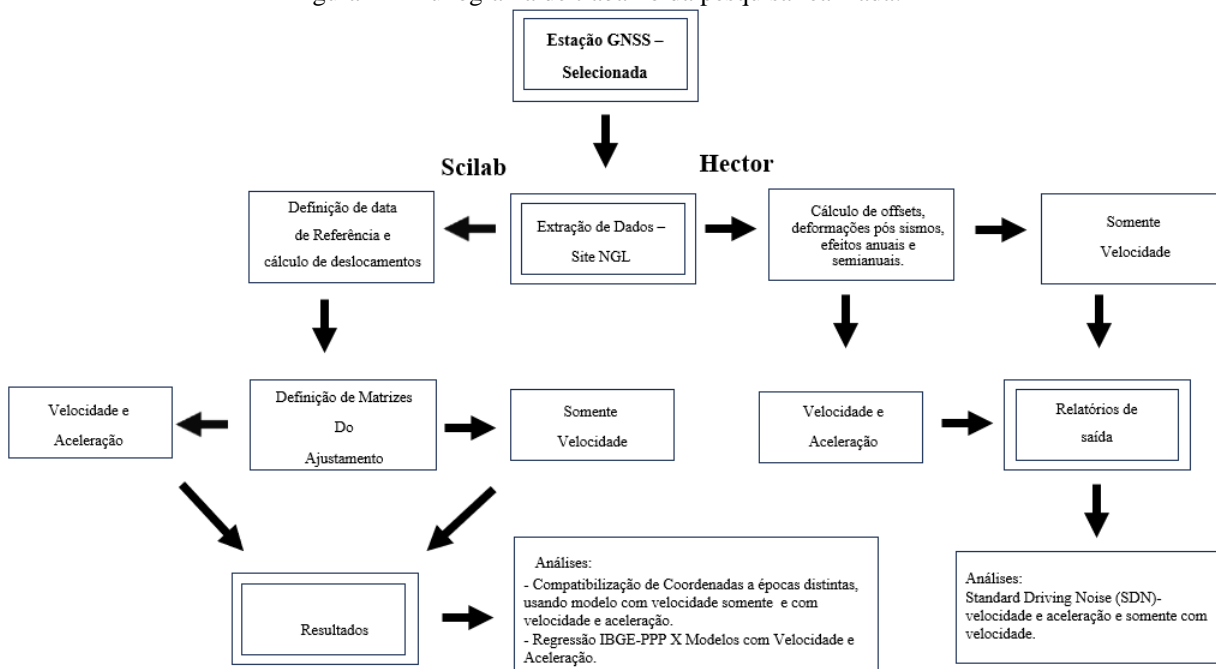 Estação GNSS –
Selecionada
Scilab
Hector
Definição de data
de Referência e
cálculo de deslocamentos
Extração de Dados –
Site NGL
Cálculo de offsets,
deformações pós sismos,
efeitos anuais e
semianuais.
Somente
Velocidade
Velocidade e
Aceleração
Definição de Matrizes
Do
Ajustamento
Somente
Velocidade
Velocidade e
Aceleração
Relatórios de
saída
Resultados
Análises:
- Compatibilização de Coordenadas a épocas distintas,
usando modelo com velocidade somente e com
velocidade e aceleração.
- Regressão IBGE-PPP X Modelos com Velocidade e
Aceleração.
Análises:
Standard Driving Noise (SDN)-
velocidade e aceleração e somente com
velocidade.